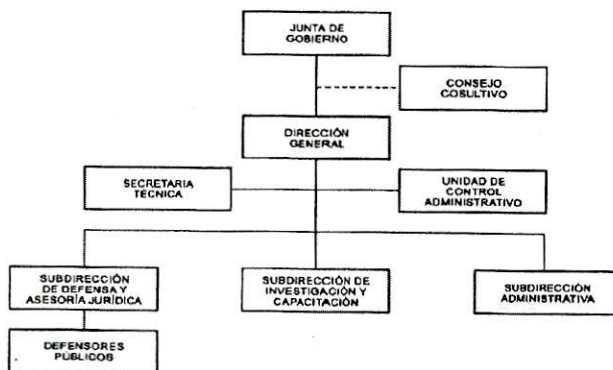 JUNTA DE
GOBIERNO
CONSEJO
COSULTIVO
DIRECCIÓN
GENERAL
SECRETARIA
TÉCNICA
UNIDAD DE
CONTROL
ADMINISTRATIVO
SUBDIRECCIÓN
DE DEFENSA Y
ASESORÍA JURÍDICA
SUBDIRECCIÓN DE
INVESTIGACIÓN Y
CAPACITACIÓN
SUBDIRECCIÓN
ADMINISTRATIVA
DEFENSORES
PÚBLICOS